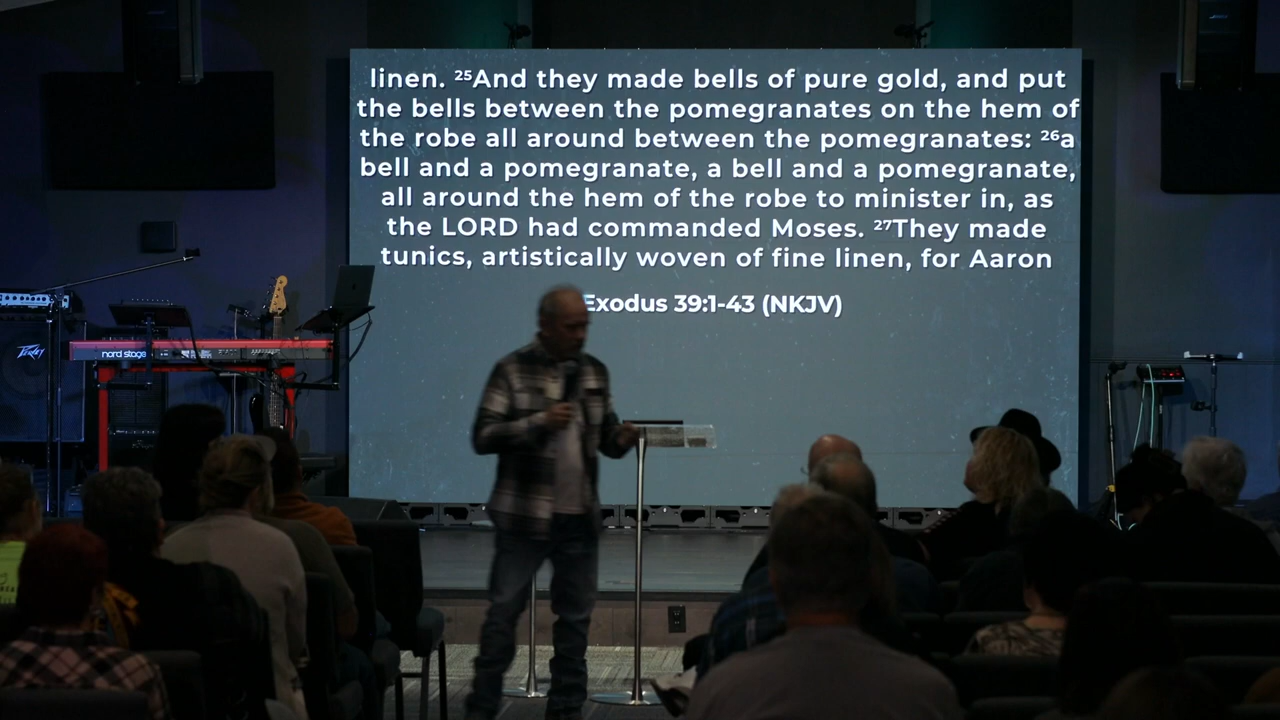 linen. ²⁵And they made bells of pure gold, and put
the bells between the pomegranates on the hem of
the robe all around between the pomegranates: ²⁶a
bell and a pomegranate, a bell and a pomegranate,
all around the hem of the robe to minister in, as
the LORD had commanded Moses. ²⁷They made
tunics, artistically woven of fine linen, for Aaron
Exodus 39:1-43 (NKJV)
PEAVEY
nord stage